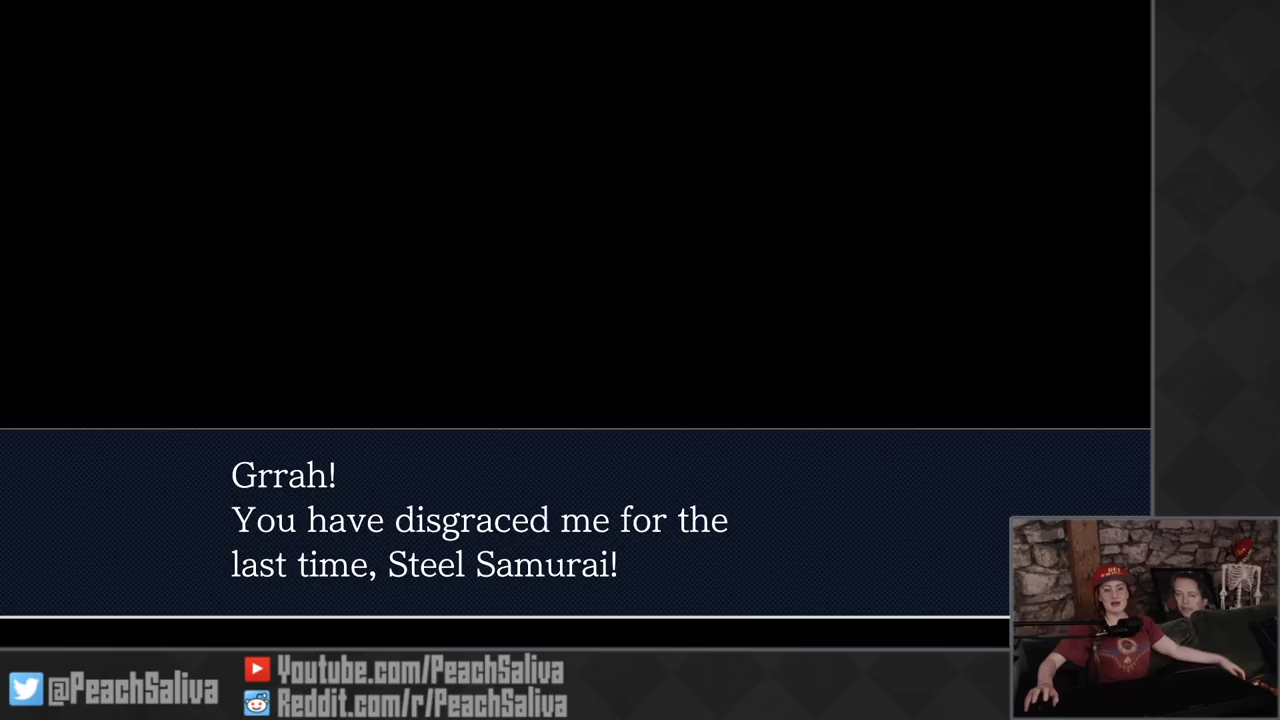 Grrah!
You have disgraced me for the
last time, Steel Samurai!
@PeachSaliva
Youtube.com/PeachSaliva
Reddit.com/r/PeachSaliva